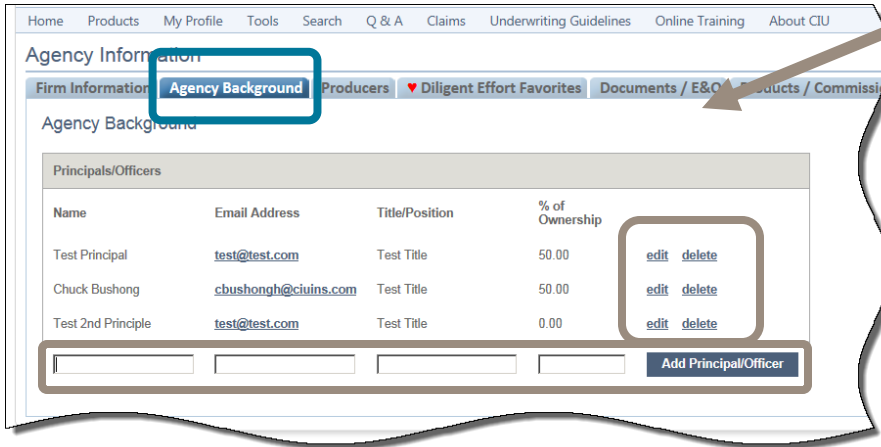 Home Products My Profile Tools Search Q & A Claims Underwriting Guidelines Online Training About CIU
Agency Information
Firm Information Agency Background Producers ♥ Diligent Effort Favorites Documents / E&O / Commissi
Agency Background
Principals/Officers
Name Email Address Title/Position % of Ownership
Test Principal test@test.com Test Title 50.00 edit delete
Chuck Bushong cbushongh@ciuins.com Test Title 50.00 edit delete
Test 2nd Principle test@test.com Test Title 0.00 edit delete
Add Principal/Officer